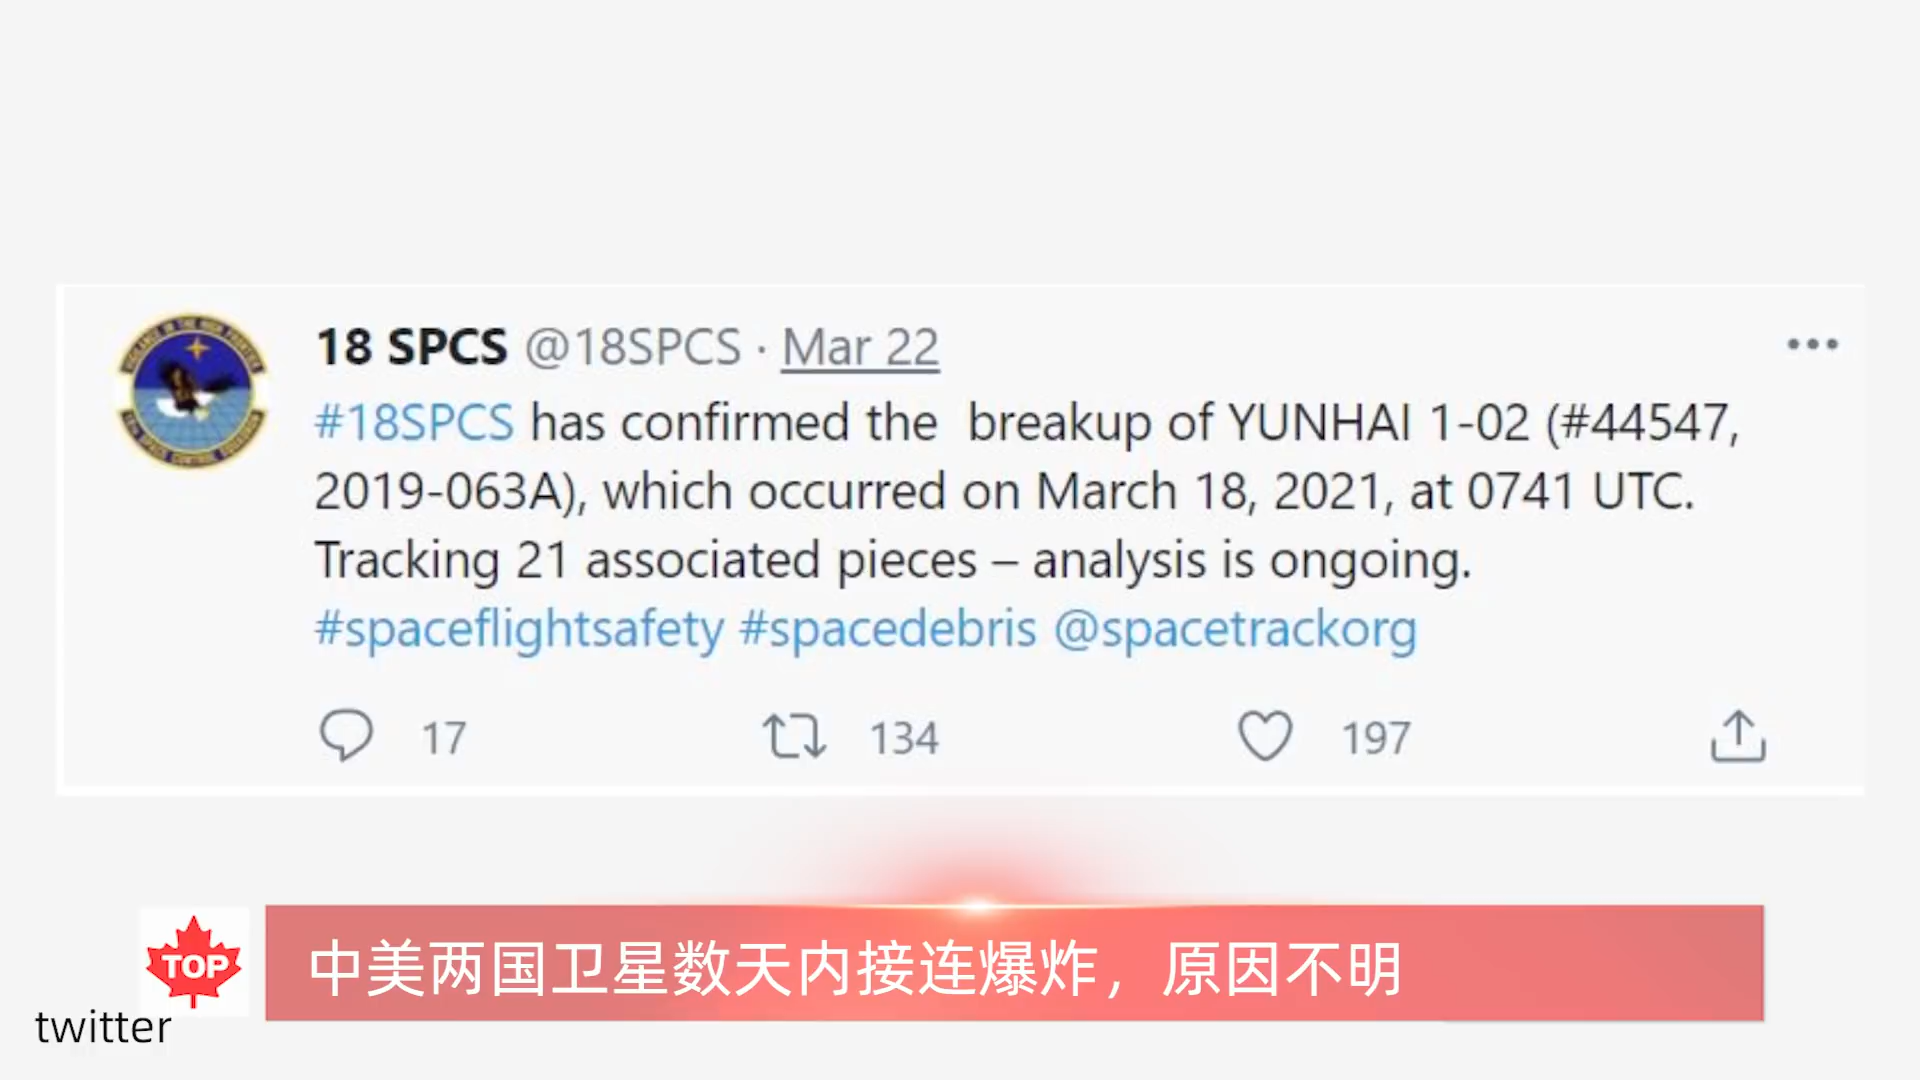 18 SPCS @18SPCS · Mar 22
#18SPCS has confirmed the breakup of YUNHAI 1-02 (#44547,
2019-063A), which occurred on March 18, 2021, at 0741 UTC.
Tracking 21 associated pieces – analysis is ongoing.
#spaceflightsafety #spacedebris @spacetrackorg
17 134 197
TOP
中美两国卫星数天内接连爆炸，原因不明
twitter